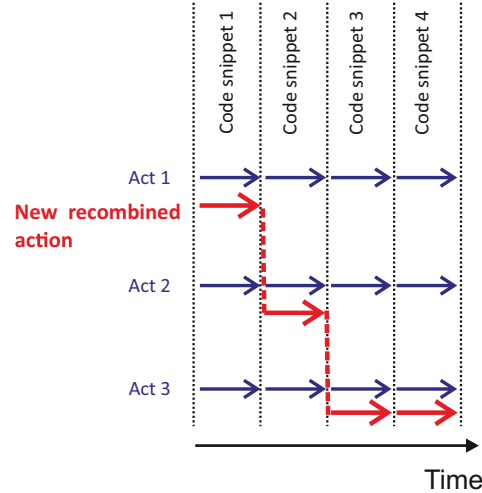 Code snippet 1
Code snippet 2
Code snippet 3
Code snippet 4
Act 1
New recombined
action
Act 2
Act 3
Time